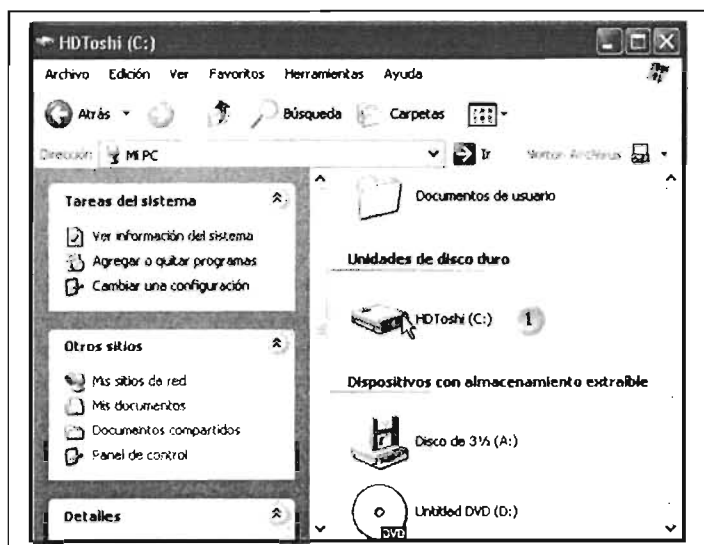 HDToshi (C:)
Archivo Edición Ver Favoritos Herramientas Ayuda
Atrás Búsqueda Carpetas
Dirección Mi PC Ir Norton AntiVirus
Tareas del sistema
Ver información del sistema
Agregar o quitar programas
Cambiar una configuración
Otros sitios
Mis sitios de red
Mis documentos
Documentos compartidos
Panel de control
Detalles
Documentos de usuario
Unidades de disco duro
HDToshi (C:) 1
Dispositivos con almacenamiento extraíble
Disco de 3½ (A:)
Untitled DVD (D:)
DVD